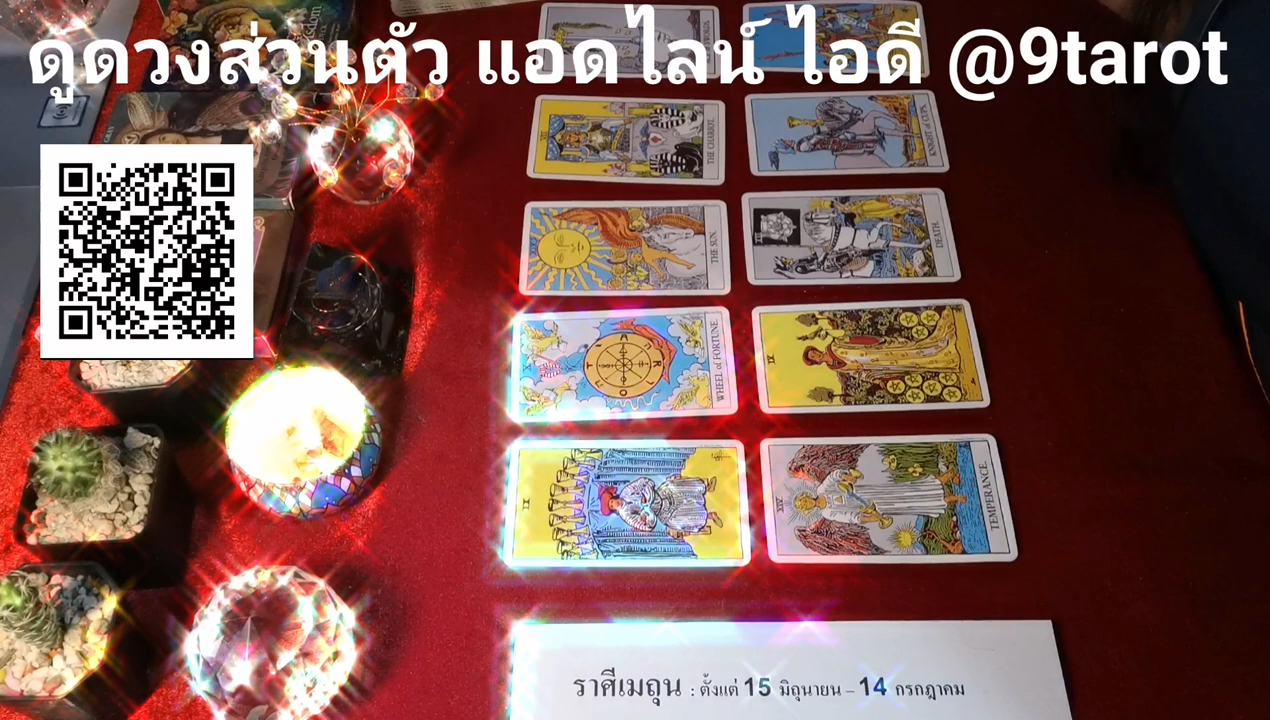 ดูดวงส่วนตัว แอดไลน์ ไอดี @9tarot
THE CHARIOT.
KNIGHT of CUPS.
THE SUN.
DEATH.
WHEEL of FORTUNE.
IX
IX
XIV
TEMPERANCE.
ราศีเมถุน : ตั้งแต่ 15 มิถุนายน – 14 กรกฎาคม